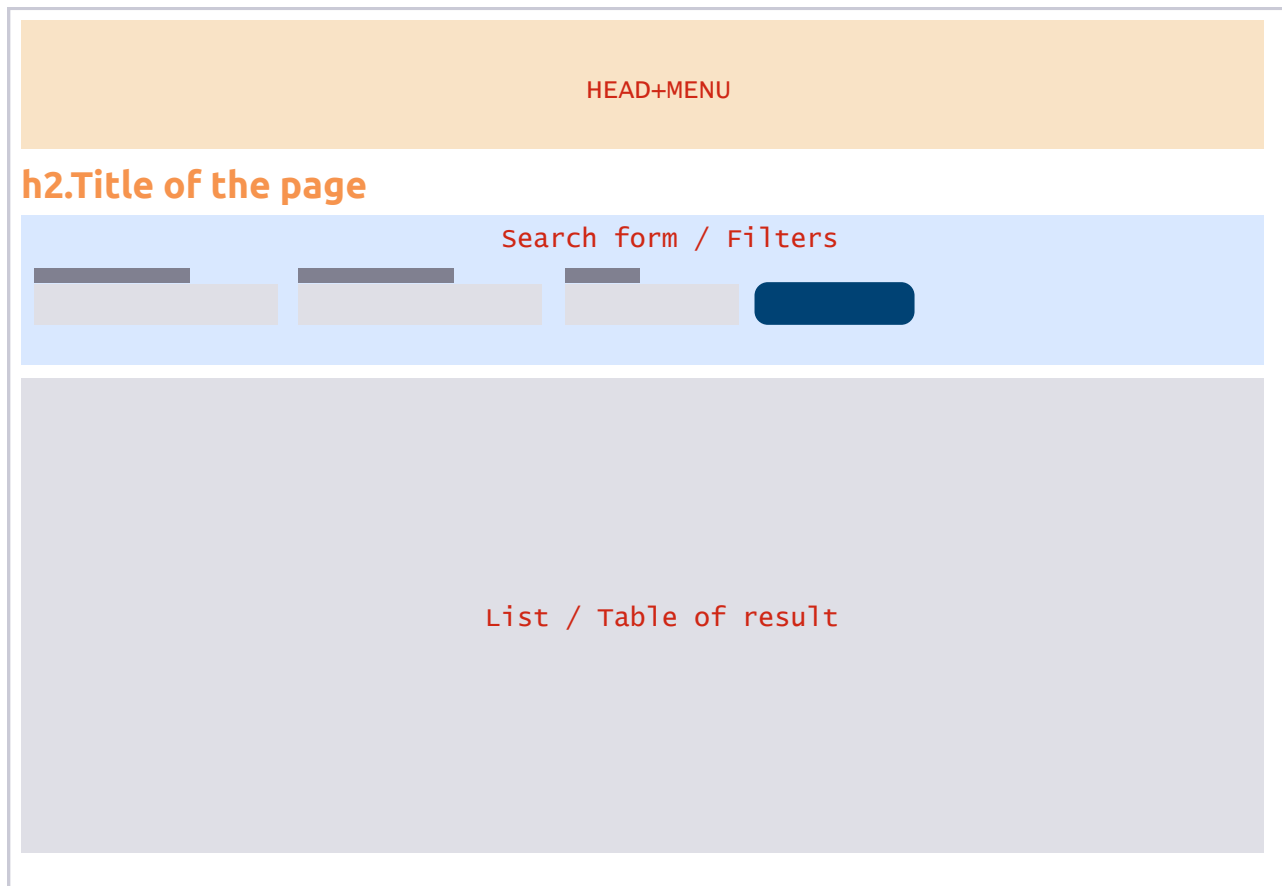 HEAD+MENU
h2.Title of the page
Search form / Filters
List / Table of result